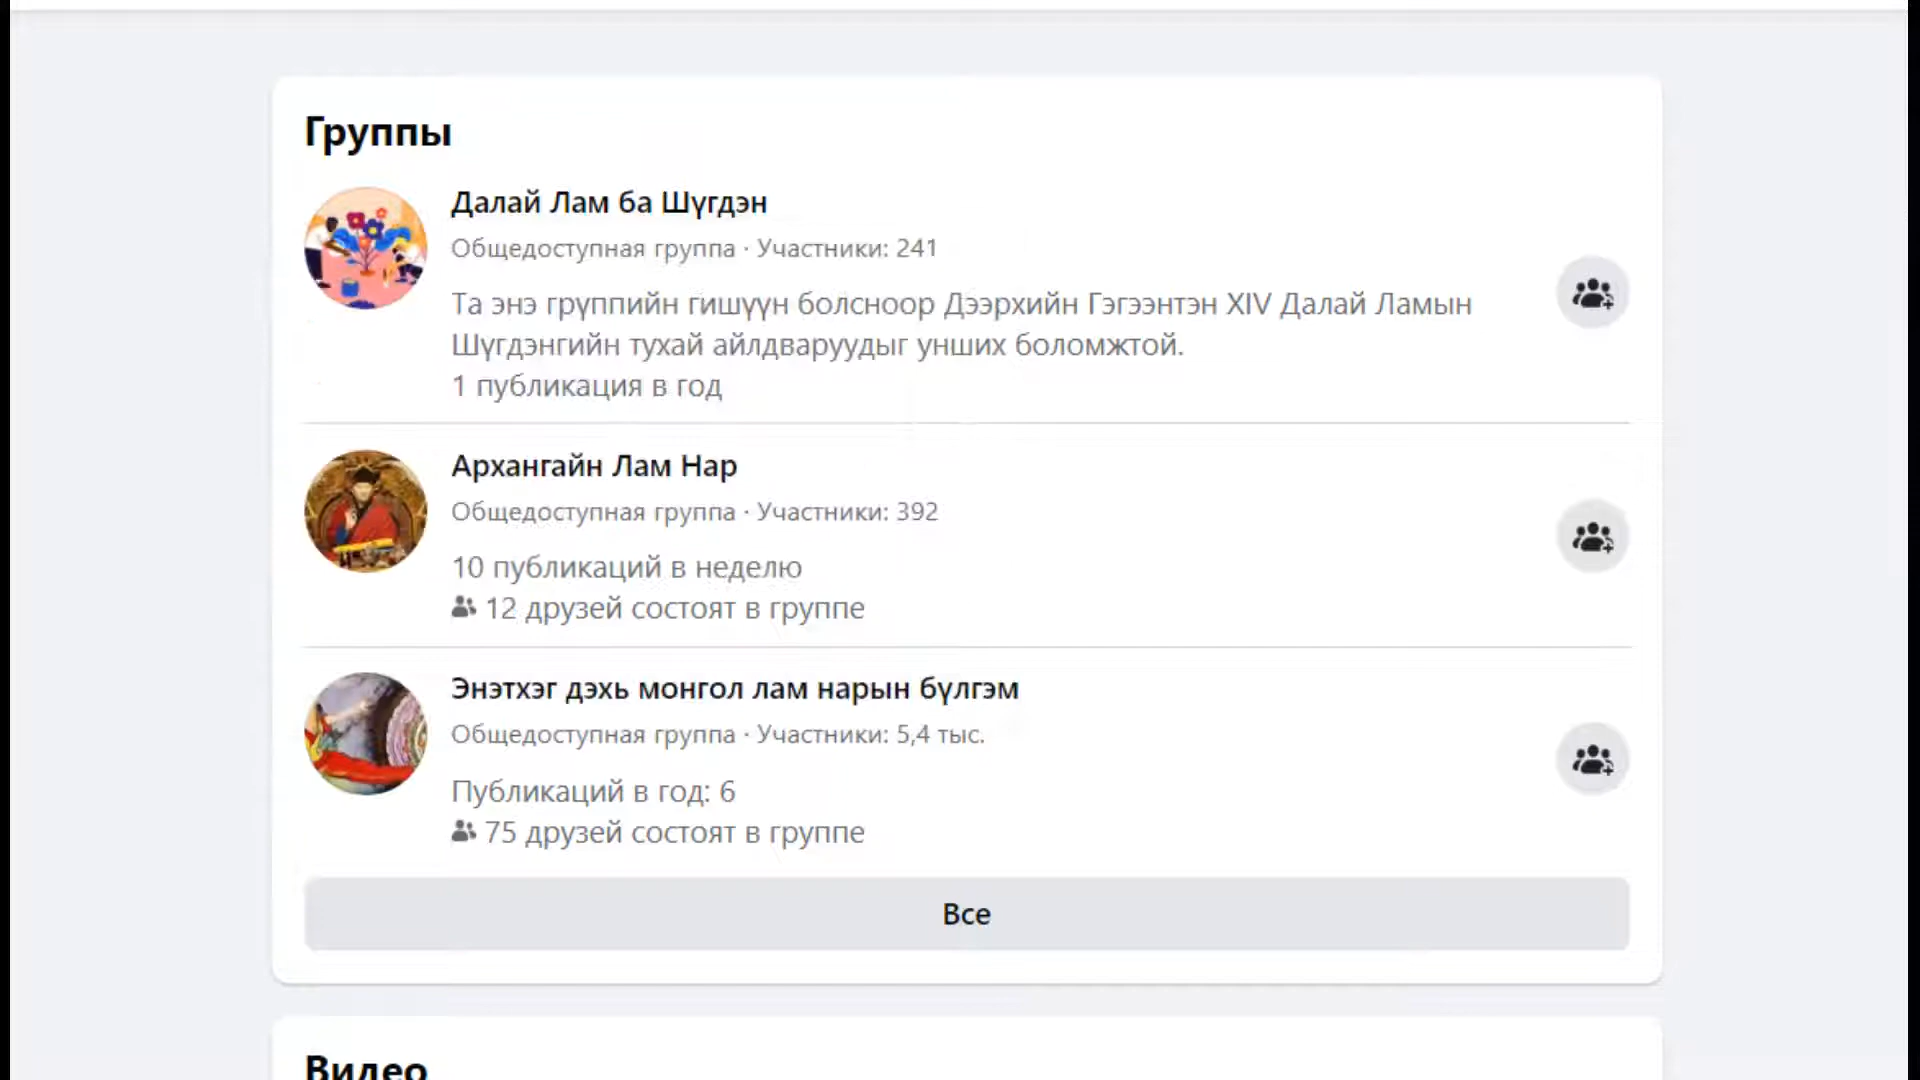 Группы
Далай Лам ба Шүгдэн
Общедоступная группа · Участники: 241
Та энэ грүппийн гишүүн болсноор Дээрхийн Гэгээнтэн XIV Далай Ламын
Шүгдэнгийн тухай айлдваруудыг унших боломжтой.
1 публикация в год
Архангайн Лам Нар
Общедоступная группа · Участники: 392
10 публикаций в неделю
12 друзей состоят в группе
Энэтхэг дэхь монгол лам нарын бүлгэм
Общедоступная группа · Участники: 5,4 тыс.
Публикаций в год: 6
75 друзей состоят в группе
Все
Видео